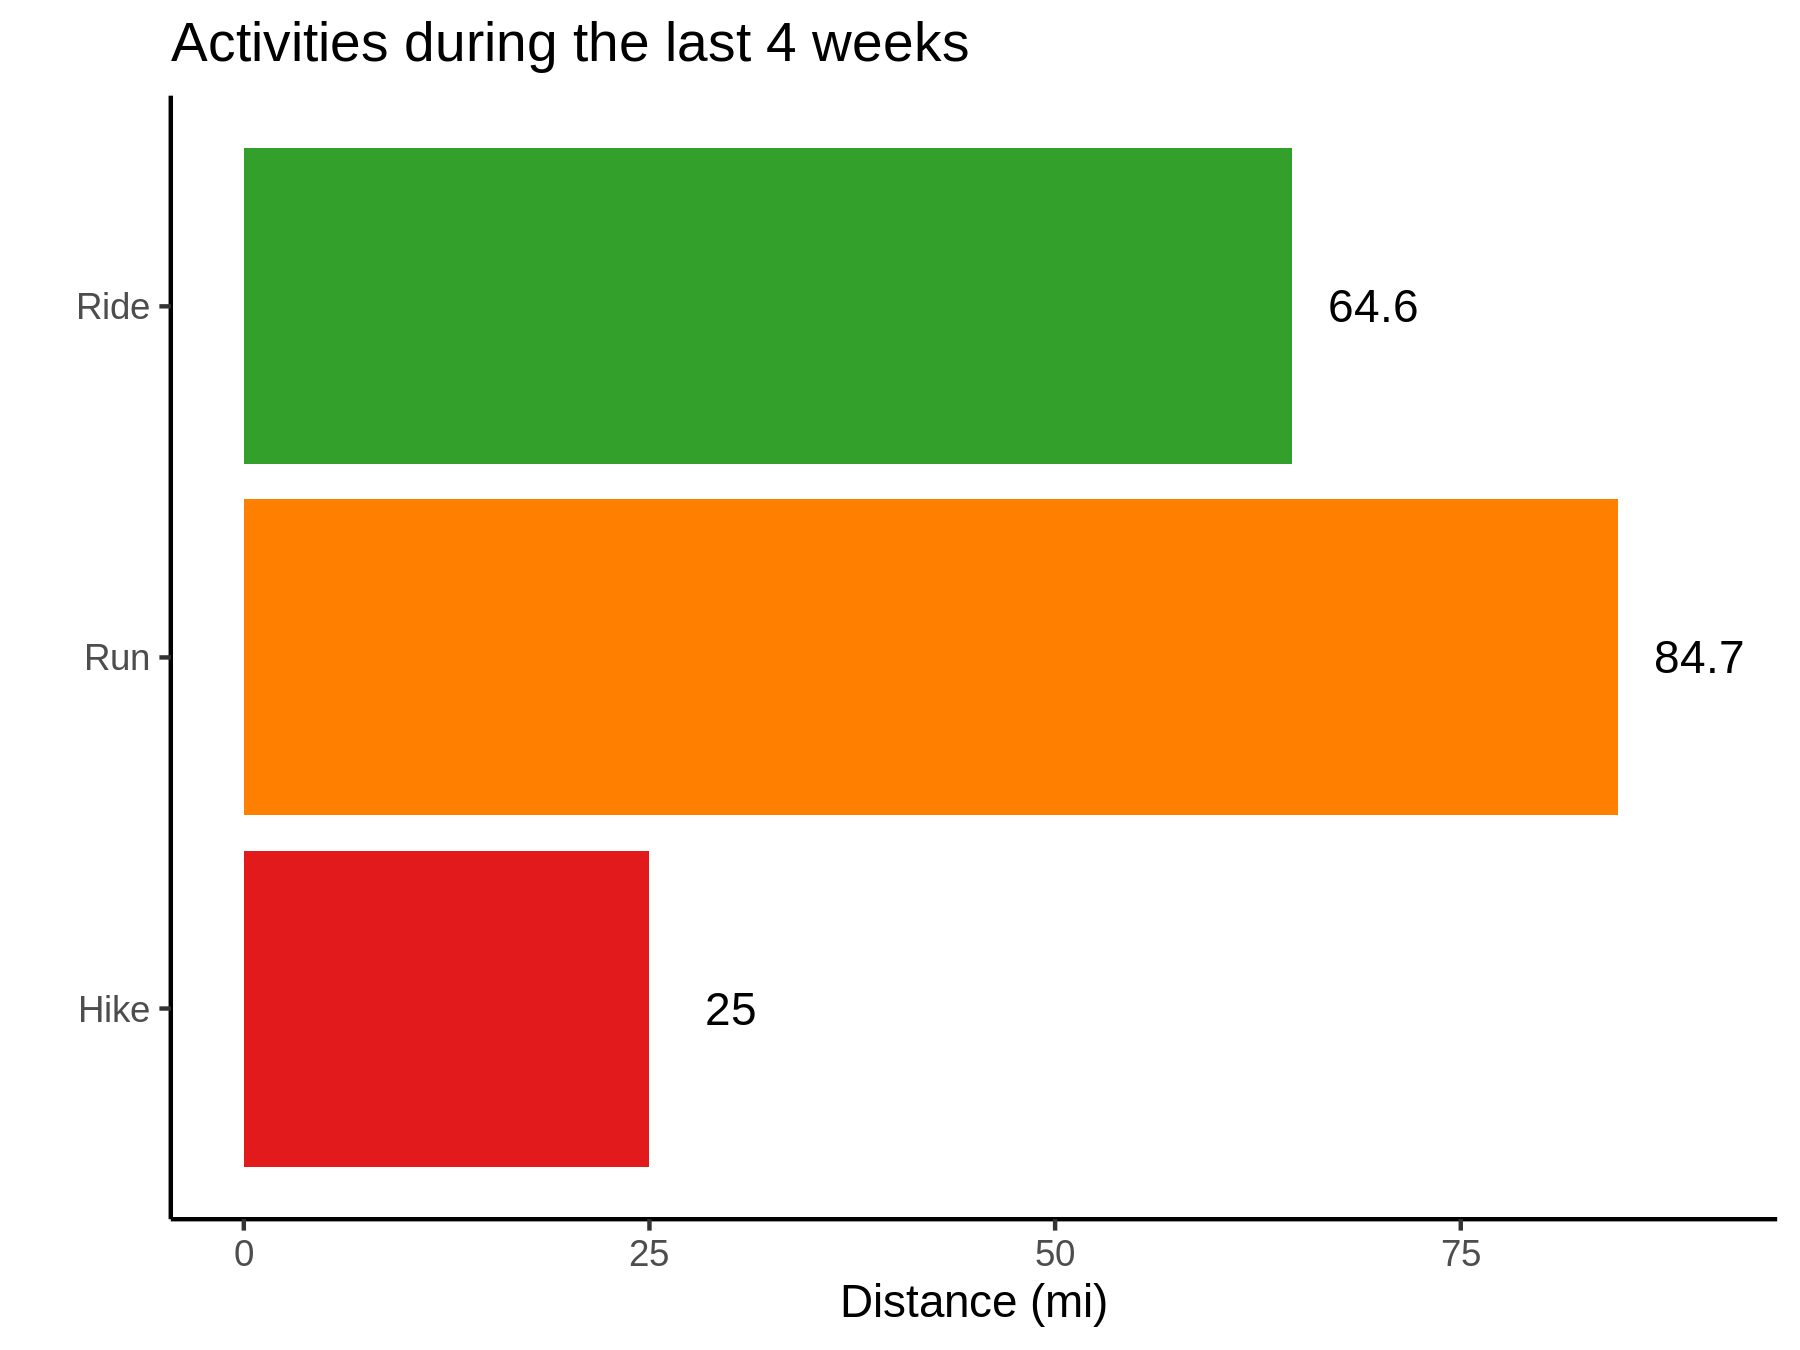 Activities during the last 4 weeks
Ride
64.6
Run
84.7
Hike
25
0 25 50 75
Distance (mi)